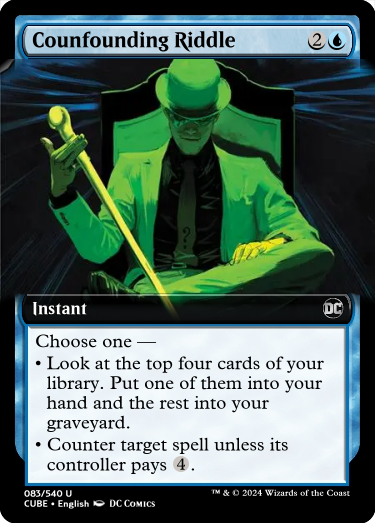 Counfounding Riddle 2
Instant DC
Choose one —
• Look at the top four cards of your
library. Put one of them into your
hand and the rest into your
graveyard.
• Counter target spell unless its
controller pays 4.
083/540 U
™ & © 2024 Wizards of the Coast
CUBE • English DC COMICS